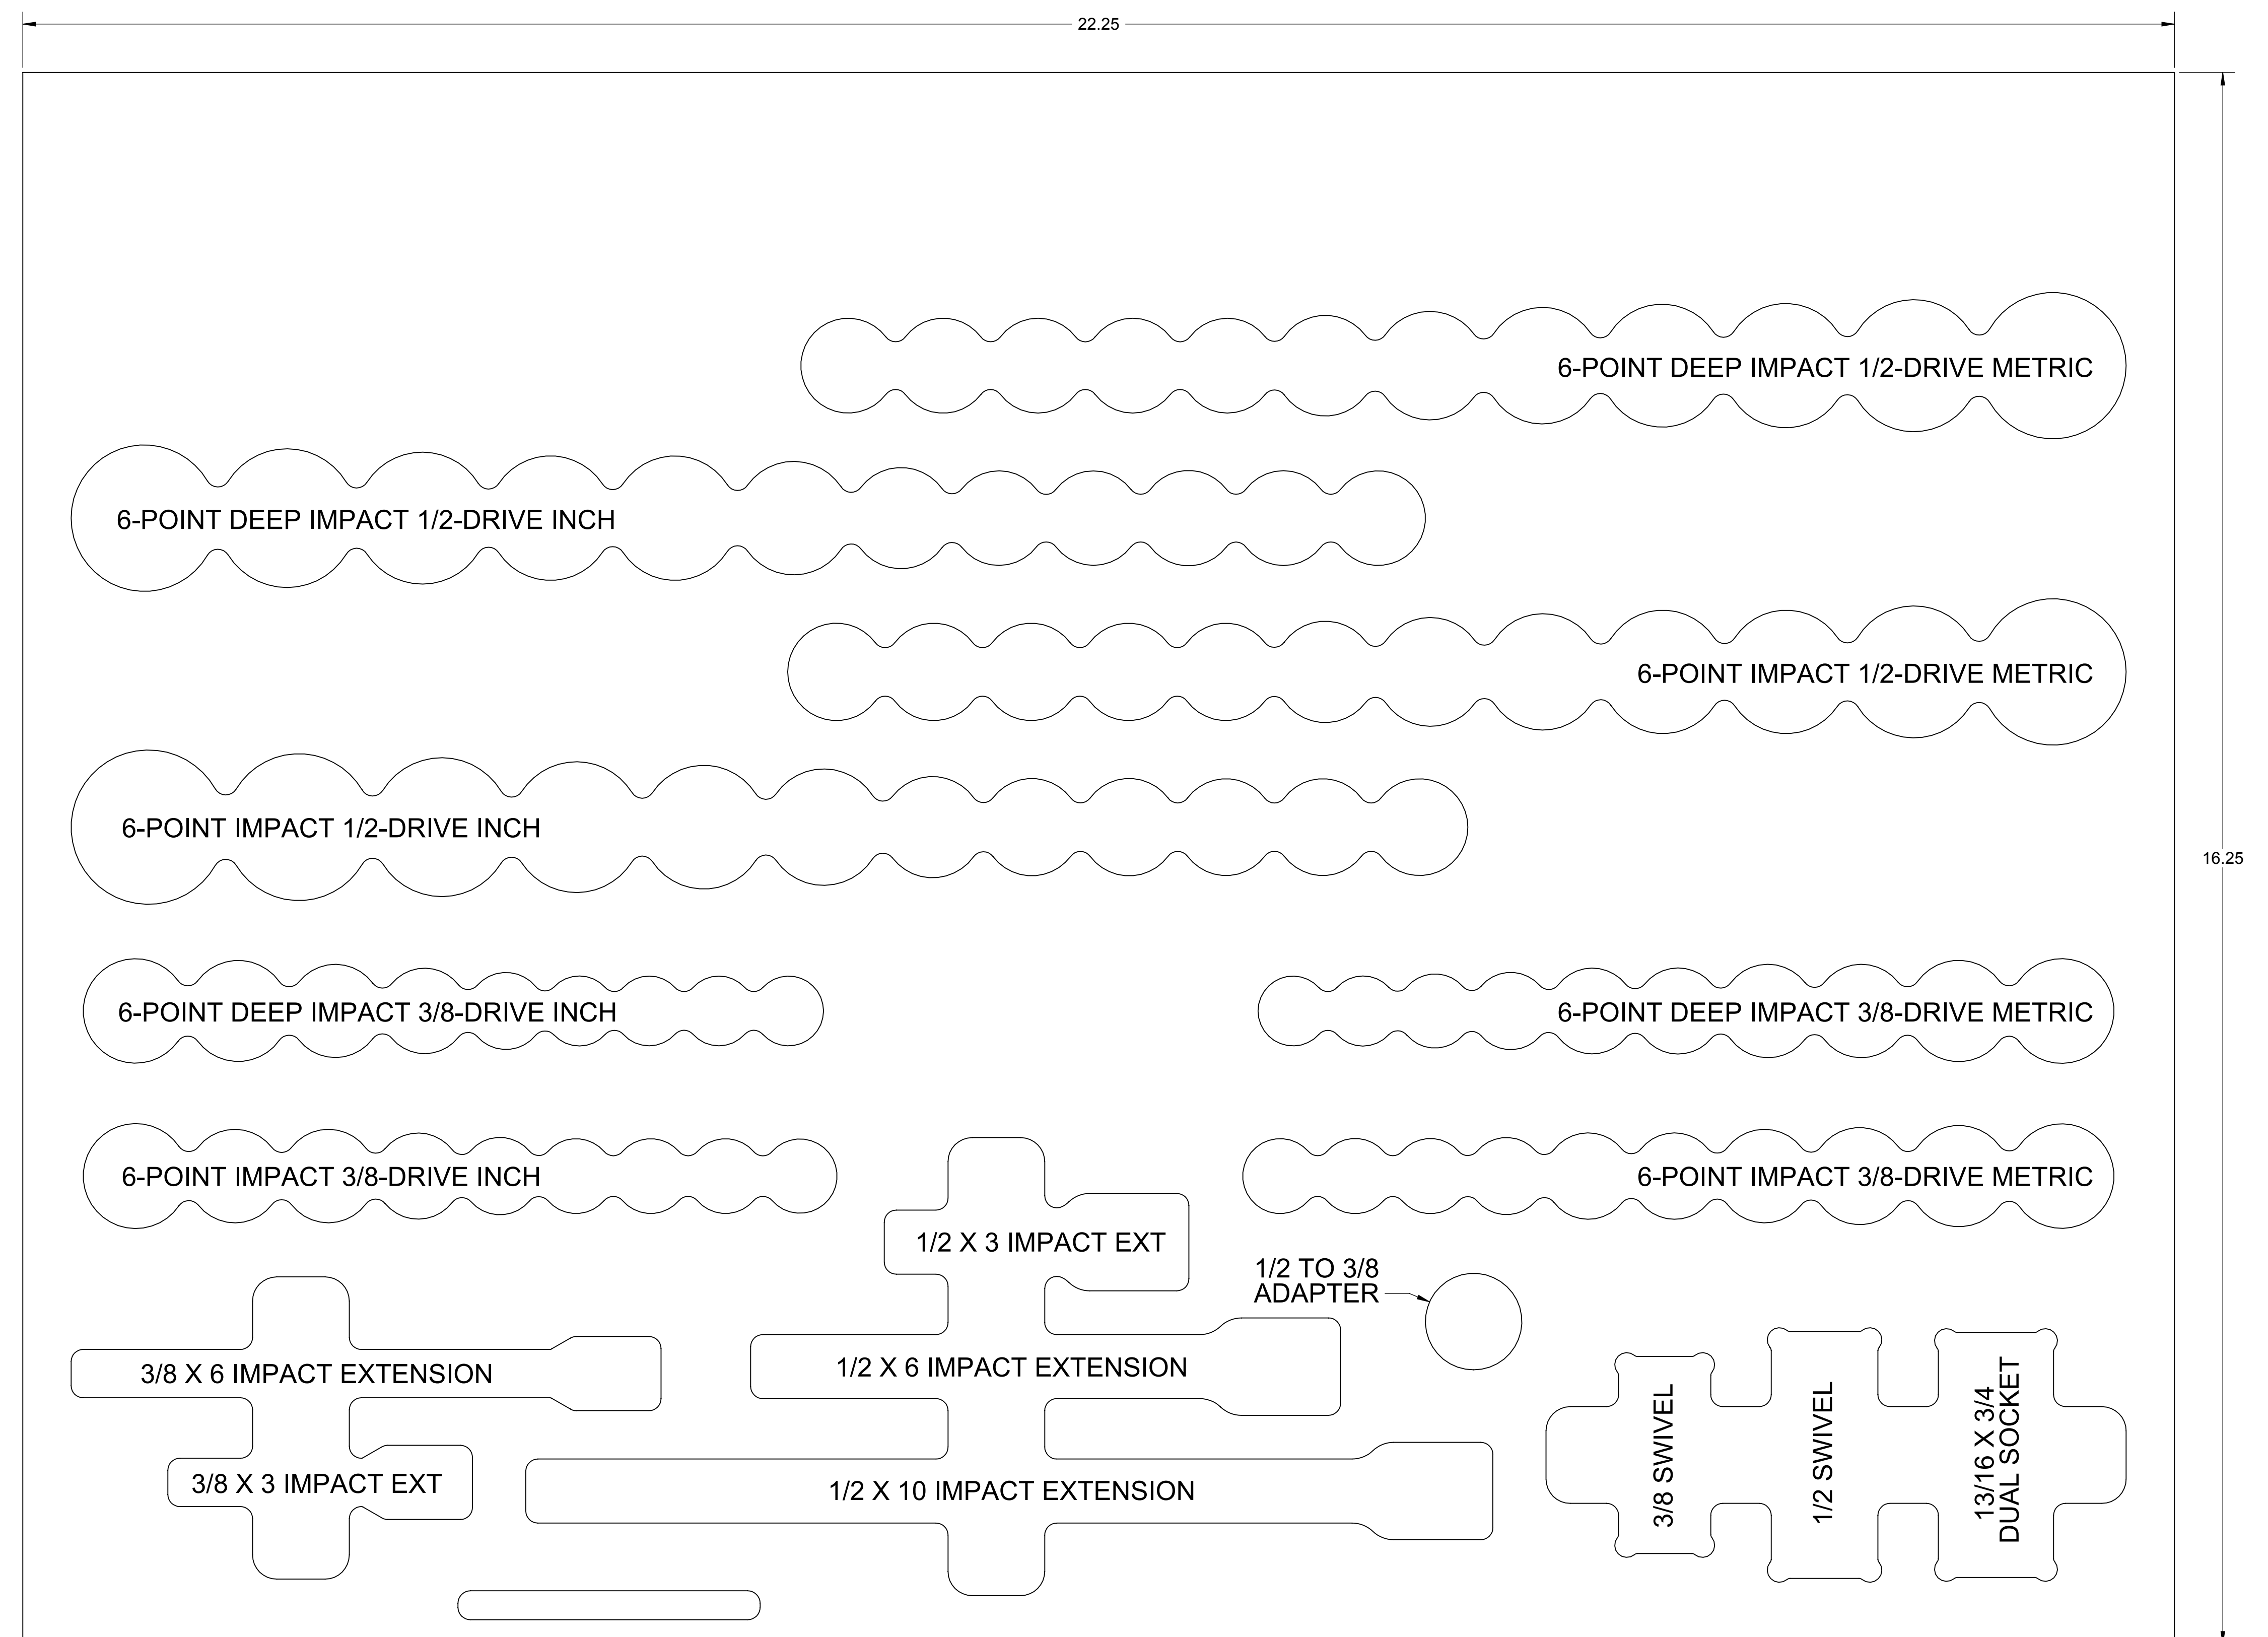 22.25
6-POINT DEEP IMPACT 1/2-DRIVE METRIC
6-POINT DEEP IMPACT 1/2-DRIVE INCH
6-POINT IMPACT 1/2-DRIVE METRIC
6-POINT IMPACT 1/2-DRIVE INCH
16.25
6-POINT DEEP IMPACT 3/8-DRIVE INCH
6-POINT DEEP IMPACT 3/8-DRIVE METRIC
6-POINT IMPACT 3/8-DRIVE INCH
6-POINT IMPACT 3/8-DRIVE METRIC
1/2 X 3 IMPACT EXT
1/2 TO 3/8
ADAPTER
3/8 X 6 IMPACT EXTENSION
1/2 X 6 IMPACT EXTENSION
3/8 X 3 IMPACT EXT
1/2 X 10 IMPACT EXTENSION
3/8 SWIVEL
1/2 SWIVEL
13/16 X 3/4
DUAL SOCKET